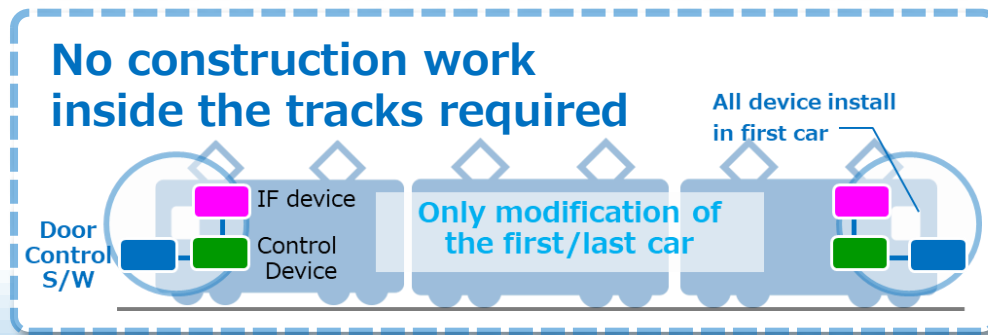 No construction work
inside the tracks required
All device install
in first car
IF device
Door
Control
S/W
Control
Device
Only modification of
the first/last car